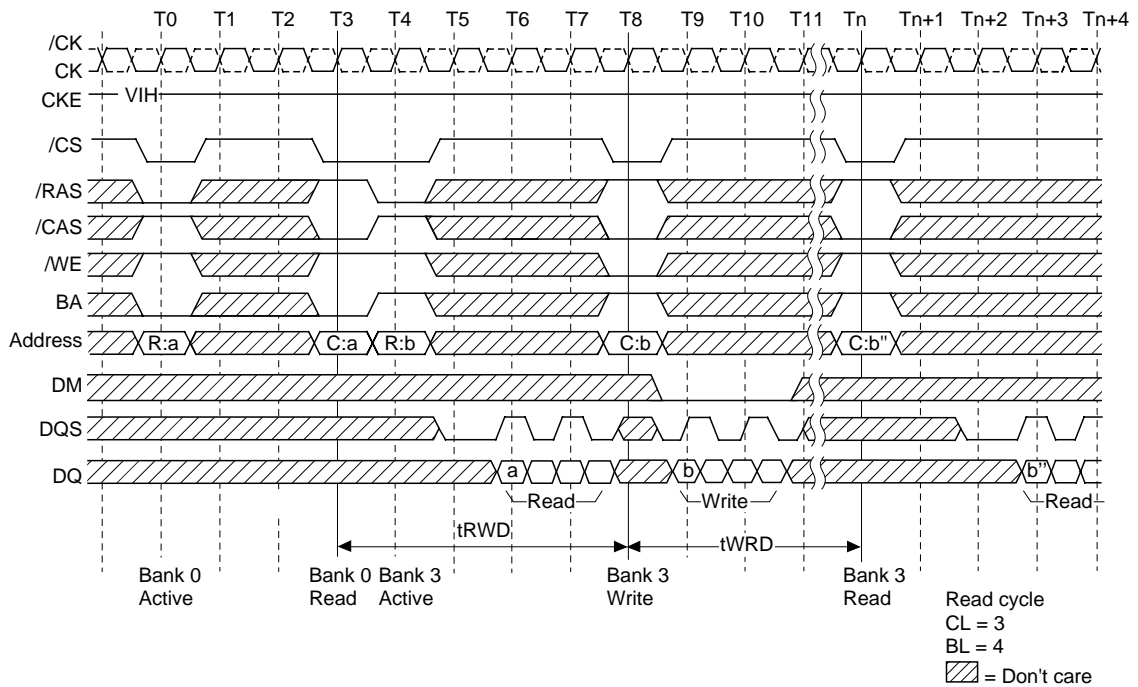 T0 T1 T2 T3 T4 T5 T6 T7 T8 T9 T10 T11 Tn Tn+1 Tn+2 Tn+3 Tn+4
/CK
CK
CKE VIH
/CS
/RAS
/CAS
/WE
BA
Address R:a C:a R:b C:b C:b"
DM
DQS
DQ a b b"
Read Write Read
tRWD tWRD
Bank 0 Bank 0 Bank 3 Bank 3 Bank 3
Active Read Active Write Read
Read cycle
CL = 3
BL = 4
= Don't care